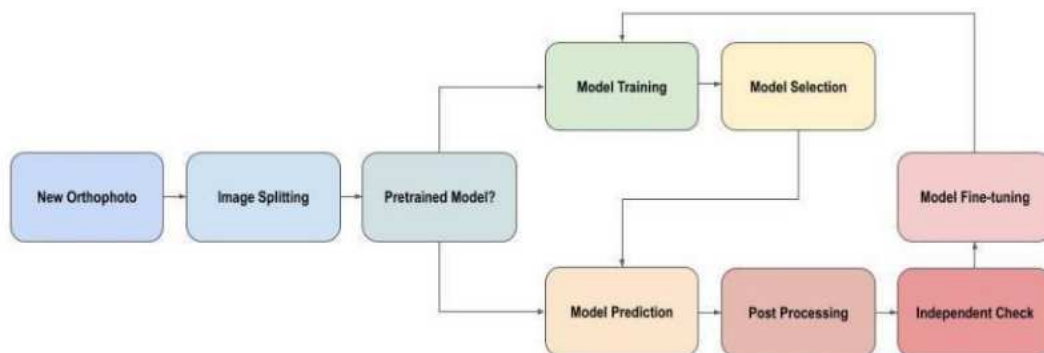 Model Training
Model Selection
New Orthophoto
Image Splitting
Pretrained Model?
Model Fine-tuning
Model Prediction
Post Processing
Independent Check